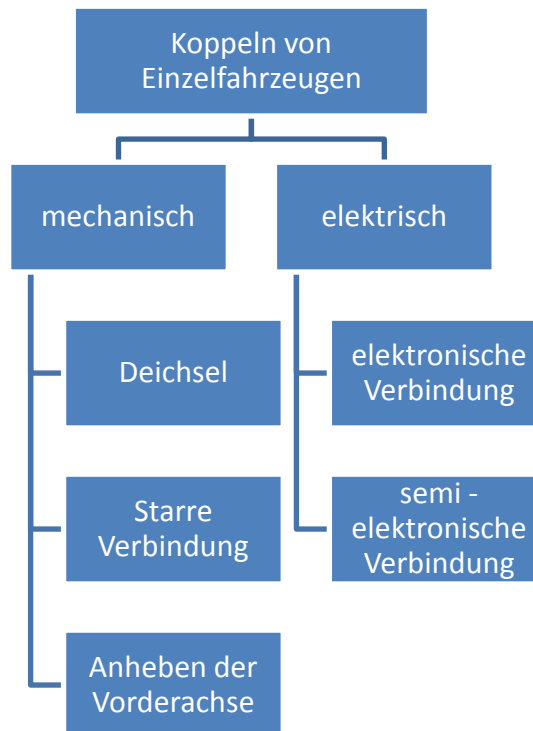 Koppeln von
Einzelfahrzeugen
mechanisch
elektrisch
Deichsel
elektronische
Verbindung
Starre
Verbindung
semi -
elektronische
Verbindung
Anheben der
Vorderachse